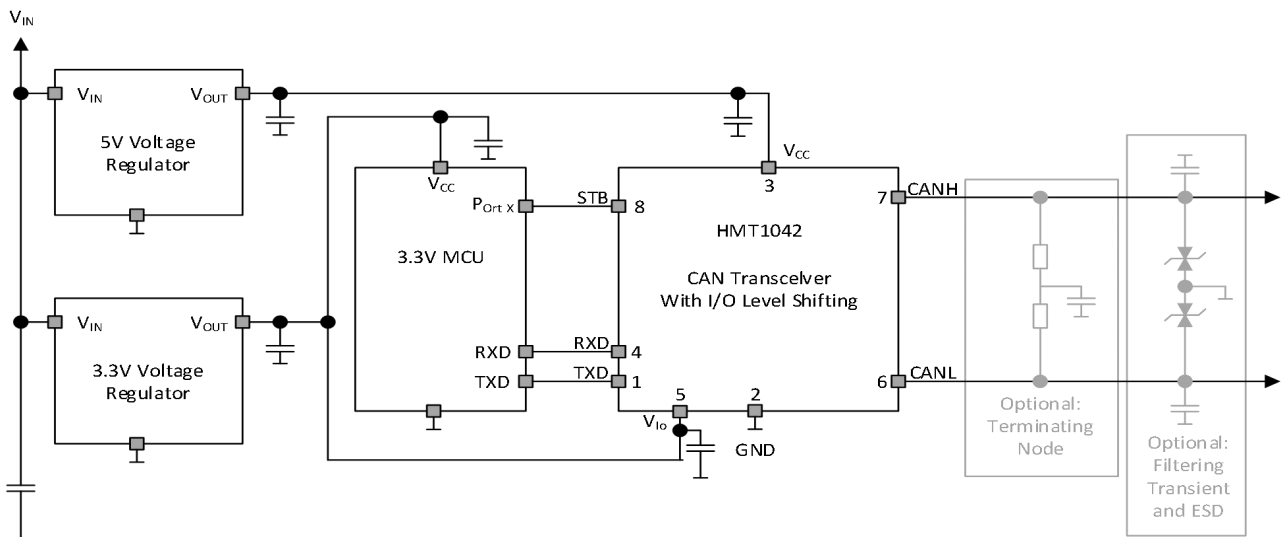 VIN
VIN
VOUT
5V Voltage
Regulator
VCC
VCC
3
CANH
7
POrt X
STB
8
HMT1042
3.3V MCU
CAN Transcelver
With I/O Level Shifting
VIN
VOUT
3.3V Voltage
Regulator
RXD
RXD
4
TXD
TXD
1
5
2
6
CANL
VIo
GND
Optional:
Terminating
Node
Optional:
Filtering
Transient
and ESD